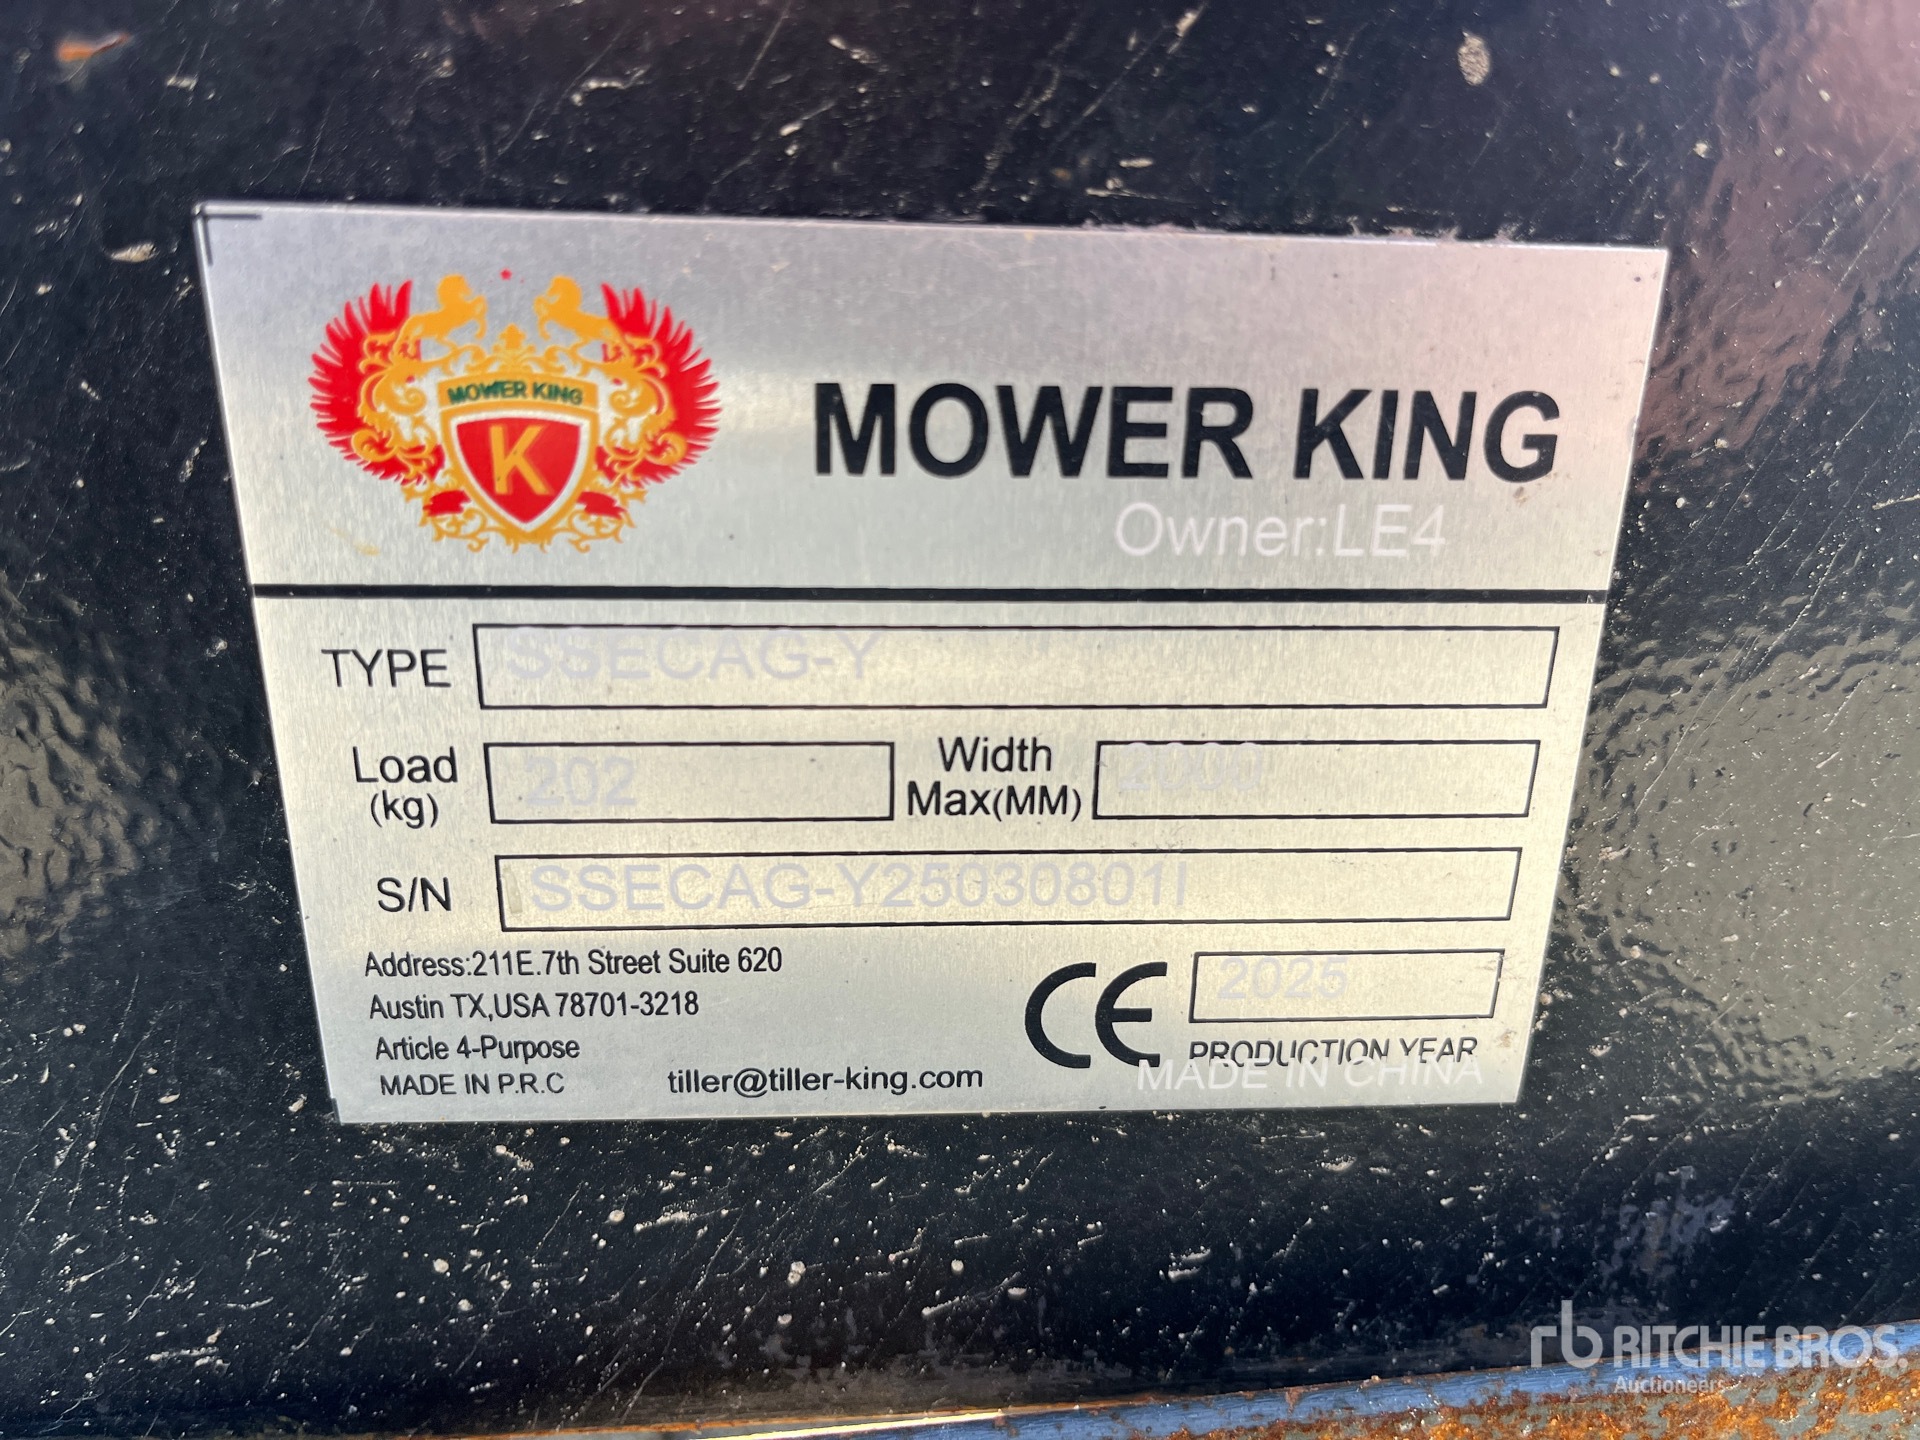 MOWER KING
K
MOWER KING
Owner:LE4
TYPE SSECAG-Y
Load (kg) 202
Width Max(MM) 2000
S/N SSECAG-Y25030801I
Address:211E.7th Street Suite 620
Austin TX,USA 78701-3218
Article 4-Purpose
MADE IN P.R.C
tiller@tiller-king.com
CE
2025
PRODUCTION YEAR
MADE IN CHINA
rb RITCHIE BROS.
Auctioneers